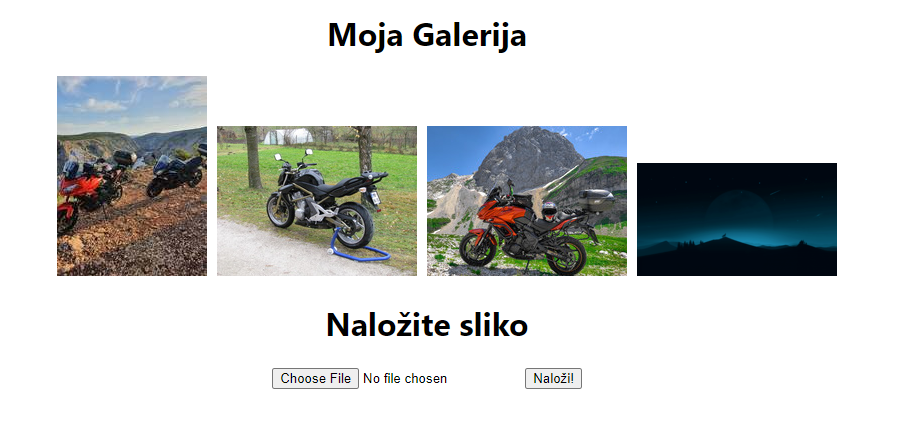 Moja Galerija
Naložite sliko
Choose File No file chosen Naloži!